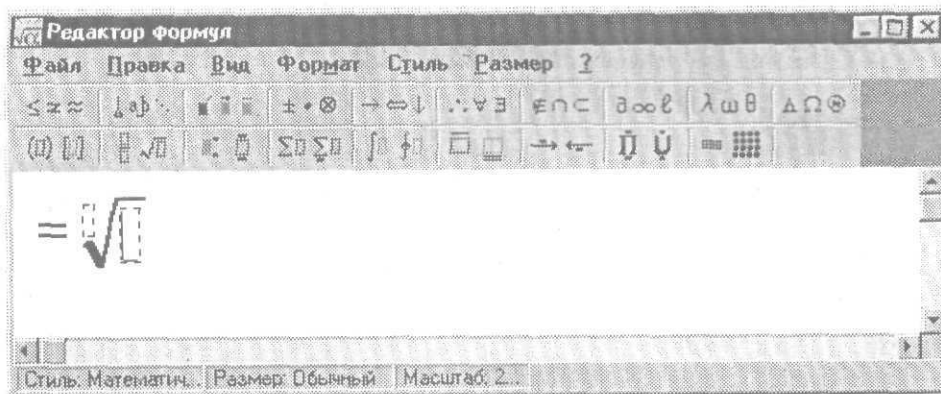 Редактор формул
Файл Правка Вид Формат Стиль Размер ?
≤ ≠ ≈ ± • ⊗ → ⇔ ↓ ∴ ∀ ∃ ∉ ∩ ⊂ ∂ ∞ ℓ λ ω θ Δ Ω ®
=
Стиль: Математич... Размер: Обычный Масштаб: 2...